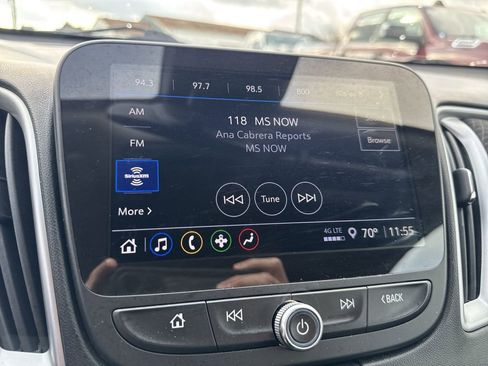 94.3 97.7 98.5 800
AM
118 MS NOW
Ana Cabrera Reports
MS NOW
Browse
FM
SiriusXM
Tune
More >
4G LTE
70° 11:55
BACK